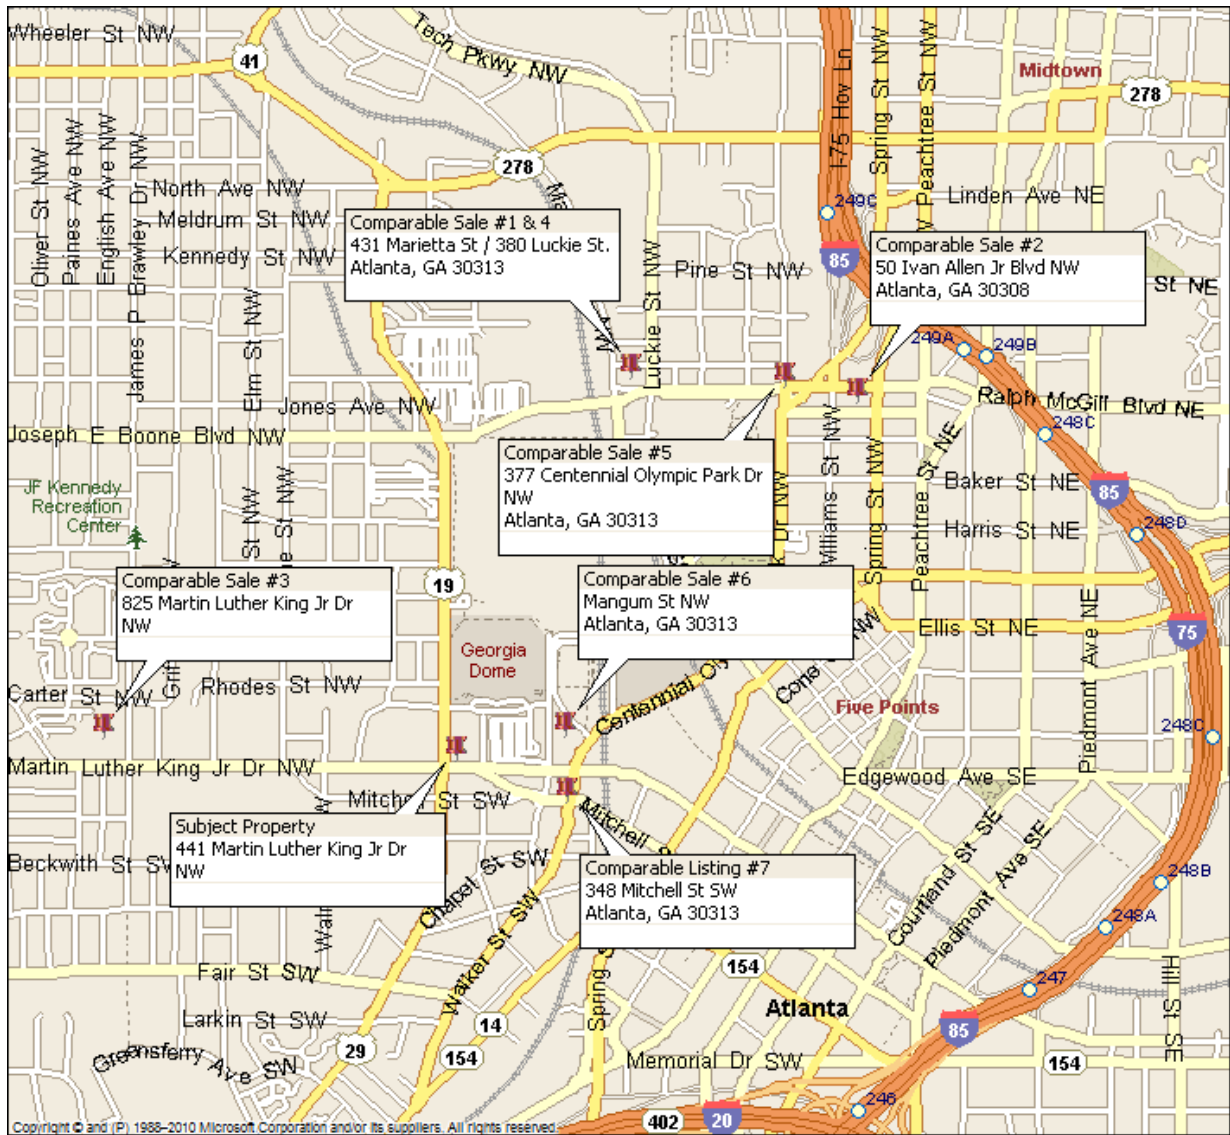 Wheeler St NW
41
Tech Pkwy NW
I-75 Hov Ln
Spring St NW
W Peachtree St NW
Midtown
278
278
Oliver St NW
Paines Ave NW
English Ave NW
James P Brawley Dr NW
North Ave NW
Meldrum St NW
Kennedy St NW
Linden Ave NE
249C
Comparable Sale #1 & 4
431 Marietta St / 380 Luckie St.
Atlanta, GA 30313
Luckie St NW
Pine St NW
85
Comparable Sale #2
50 Ivan Allen Jr Blvd NW
Atlanta, GA 30308
St NE
249A
249B
Elm St NW
Jones Ave NW
Joseph E Boone Blvd NW
Ralph McGill Blvd NE
248C
Comparable Sale #5
377 Centennial Olympic Park Dr
NW
Atlanta, GA 30313
Dr NW
Williams St NW
Spring St NW
Peachtree St NE
Baker St NE
85
Harris St NE
248D
JF Kennedy
Recreation
Center
St NW
St NW
19
Comparable Sale #3
825 Martin Luther King Jr Dr
NW
Comparable Sale #6
Mangum St NW
Atlanta, GA 30313
Ellis St NE
75
Piedmont Ave NE
Georgia
Dome
Carter St NW
Rhodes St NW
Cone St NW
Five Points
248C
Martin Luther King Jr Dr NW
Edgewood Ave SE
Mitchell St SW
Mitchell S
Subject Property
441 Martin Luther King Jr Dr
NW
Beckwith St SW
Chapel St SW
Walker St SW
Comparable Listing #7
348 Mitchell St SW
Atlanta, GA 30313
Courtland St SE
Piedmont Ave SE
248B
248A
Fair St SW
154
247
Hill St SE
Larkin St SW
14
Spring S
Atlanta
85
Greensferry Ave SW
29
154
Memorial Dr SW
154
246
402
20
Copyright © and (P) 1988–2010 Microsoft Corporation and/or its suppliers. All rights reserved.